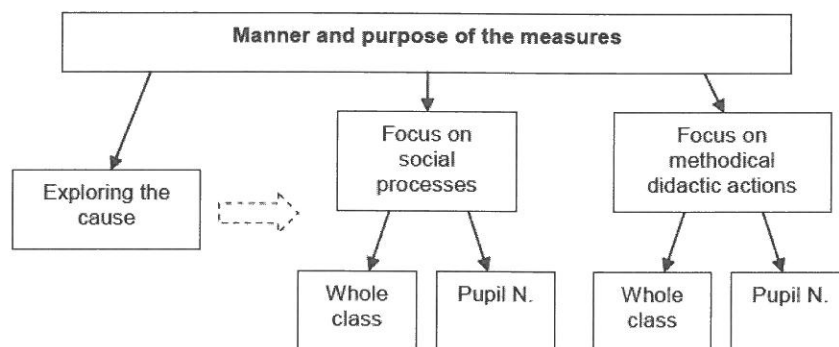 Manner and purpose of the measures
Exploring the
cause
Focus on
social
processes
Focus on
methodical
didactic actions
Whole
class
Pupil N.
Whole
class
Pupil N.